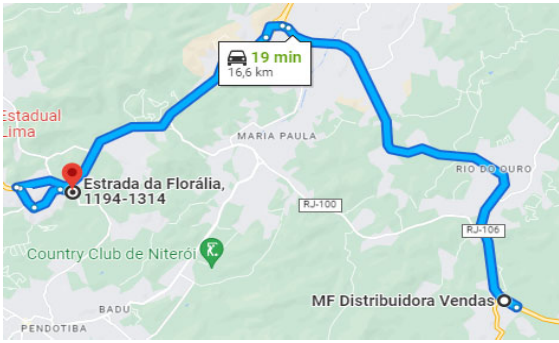 19 min
16,6 km
Estadual
Lima
MARIA PAULA
RIO DO OURO
Estrada da Florália,
1194-1314
RJ-100
RJ-106
Country Club de Niterói
MF Distribuidora Vendas
BADU
PENDOTIBA